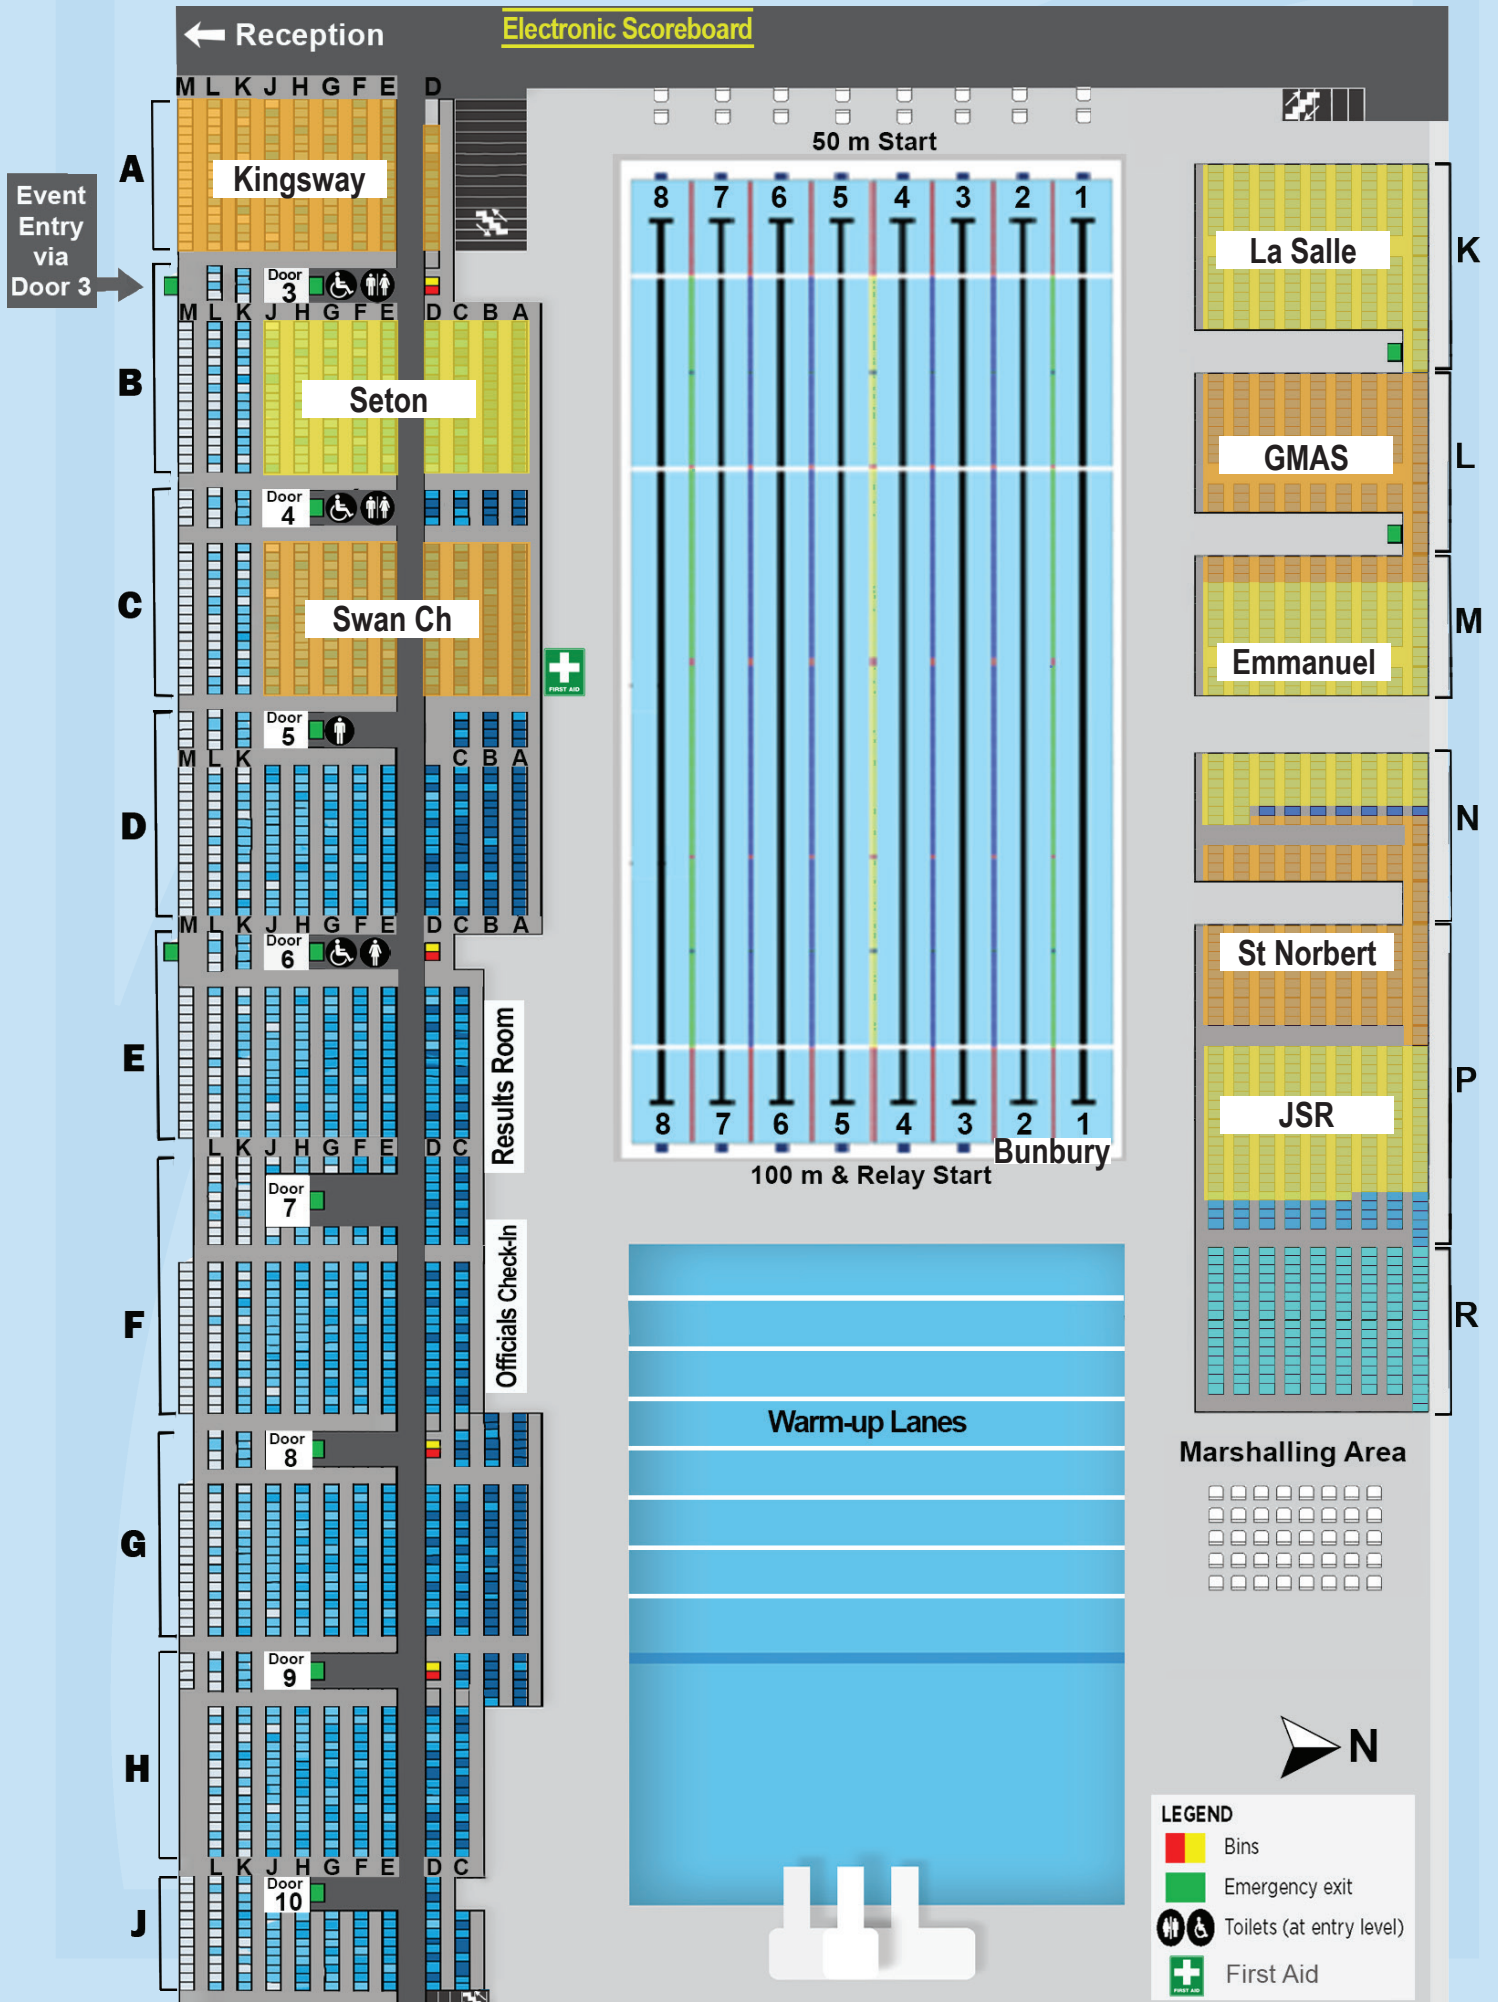 Reception
Electronic Scoreboard
M L K J H G F E D
50 m Start
A
Kingsway
Event
Entry
via
Door 3
8 7 6 5 4 3 2 1
La Salle
K
Door
3
M L K J H G F E D C B A
B
Seton
GMAS
L
Door
4
C
Swan Ch
FIRST AID
M
Emmanuel
Door
5
M L K C B A
D
N
M L K J H G F E D C B A
Door
6
St Norbert
E
Results Room
P
JSR
8 7 6 5 4 3 2 1
Bunbury
L K J H G F E D C
100 m & Relay Start
Door
7
Officials Check-In
F
R
Warm-up Lanes
Door
8
Marshalling Area
G
Door
9
H
N
LEGEND
Bins
L K J H G F E D C
Door
10
Emergency exit
J
Toilets (at entry level)
First Aid
FIRST AID